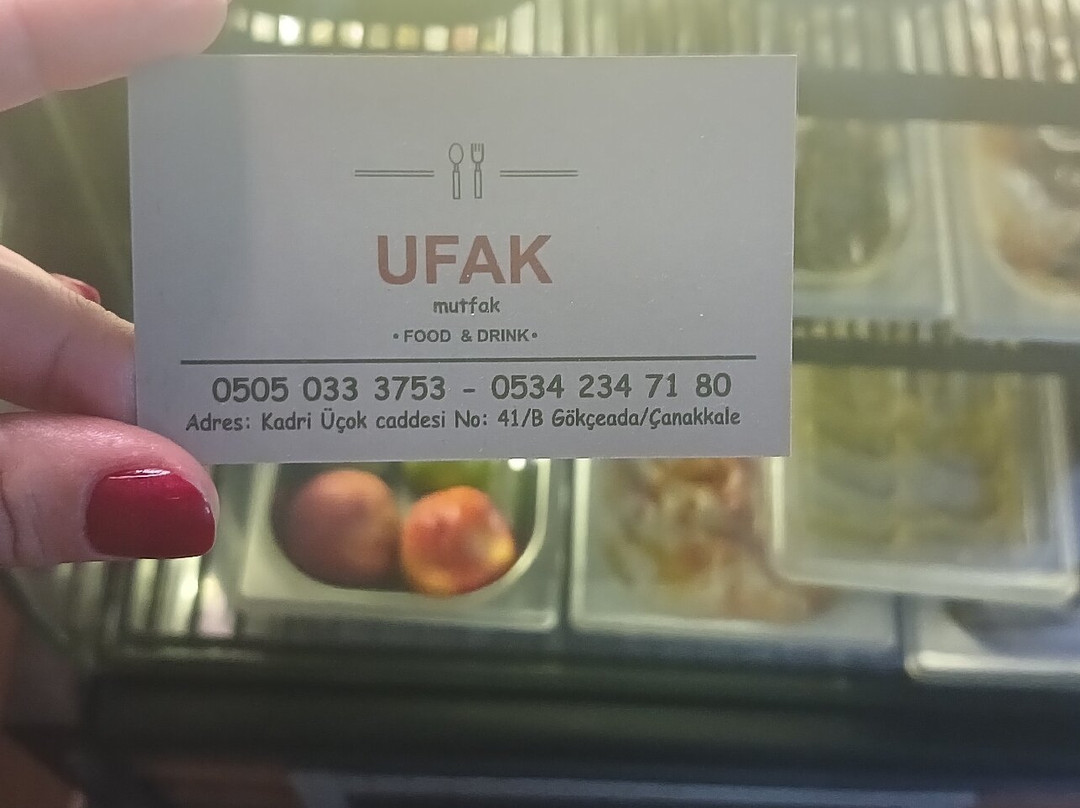 UFAK
mutfak
•FOOD & DRINK•
0505 033 3753 - 0534 234 71 80
Adres: Kadri Üçok caddesi No: 41/B Gökçeada/Çanakkale